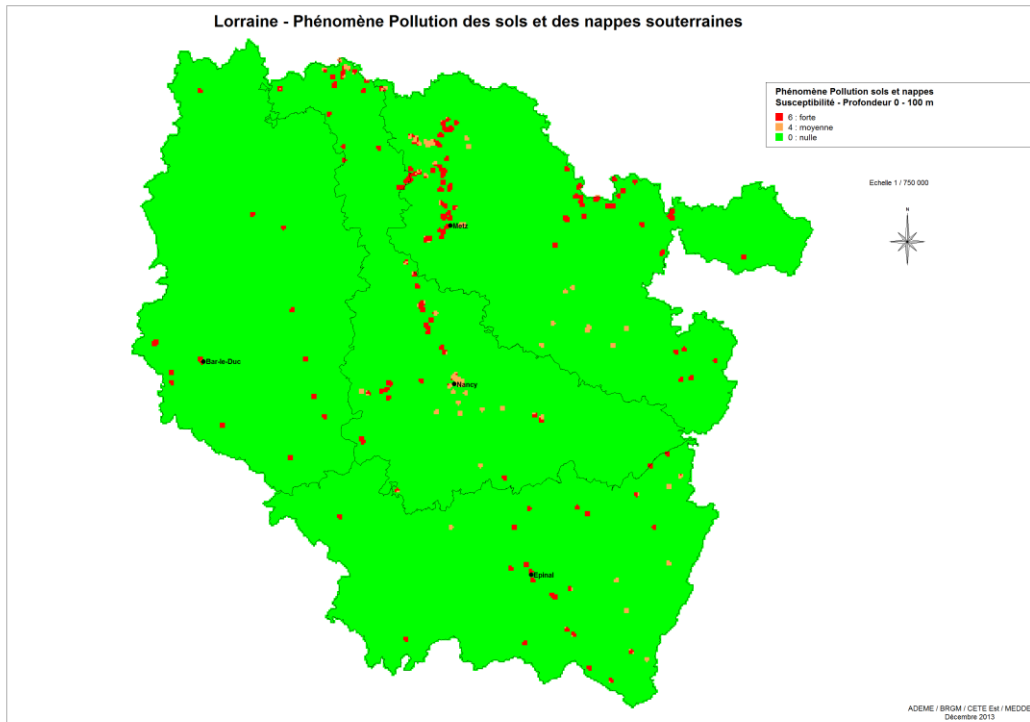 Lorraine - Phénomène Pollution des sols et des nappes souterraines
Phénomène Pollution sols et nappes
Susceptibilité - Profondeur 0 - 100 m
6 : forte
4 : moyenne
0 : nulle
Echelle 1 / 750 000
N
Metz
Bar-le-Duc
Nancy
Epinal
ADEME / BRGM / CETE Est / MEDDE
Décembre 2013